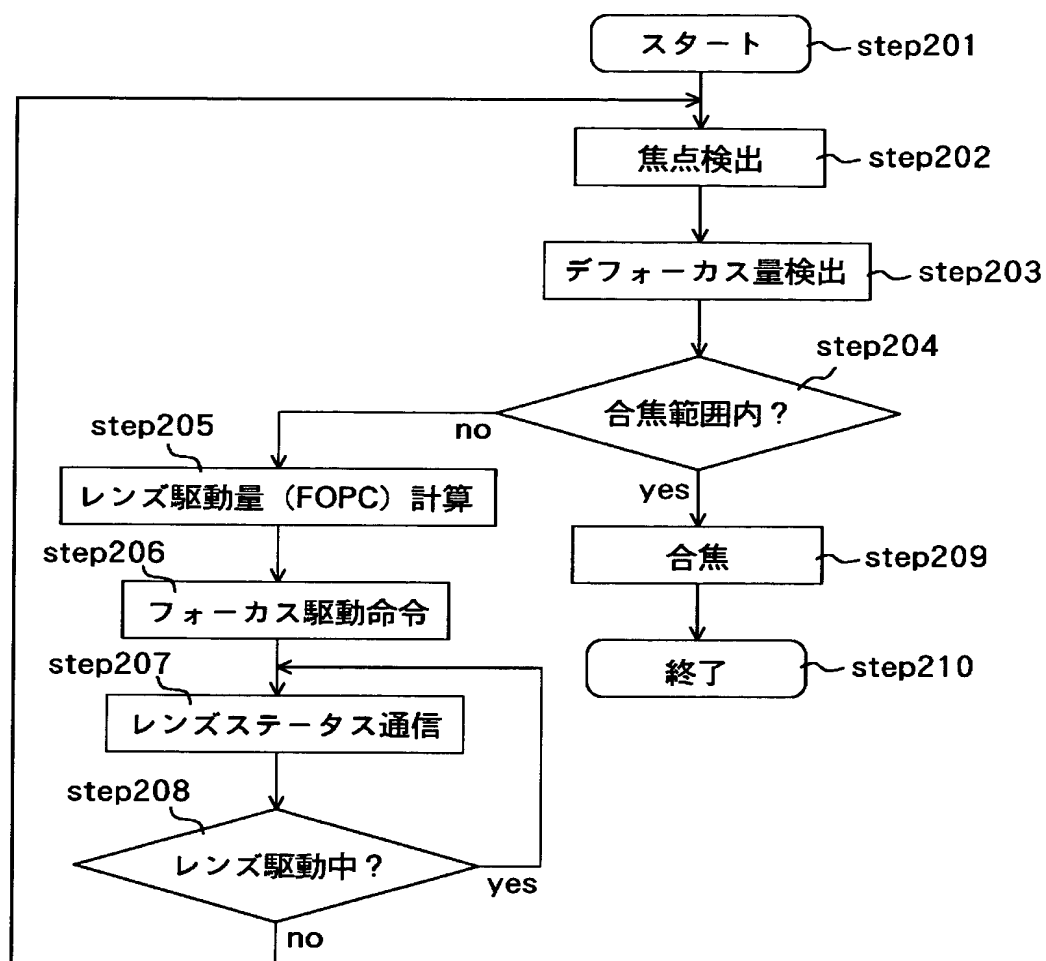 スタート
step201
焦点検出
step202
デフォーカス量検出
step203
step204
合焦範囲内？
no
yes
step205
レンズ駆動量（FOPC）計算
step206
フォーカス駆動命令
step207
レンズステータス通信
step208
レンズ駆動中？
yes
no
合焦
step209
終了
step210